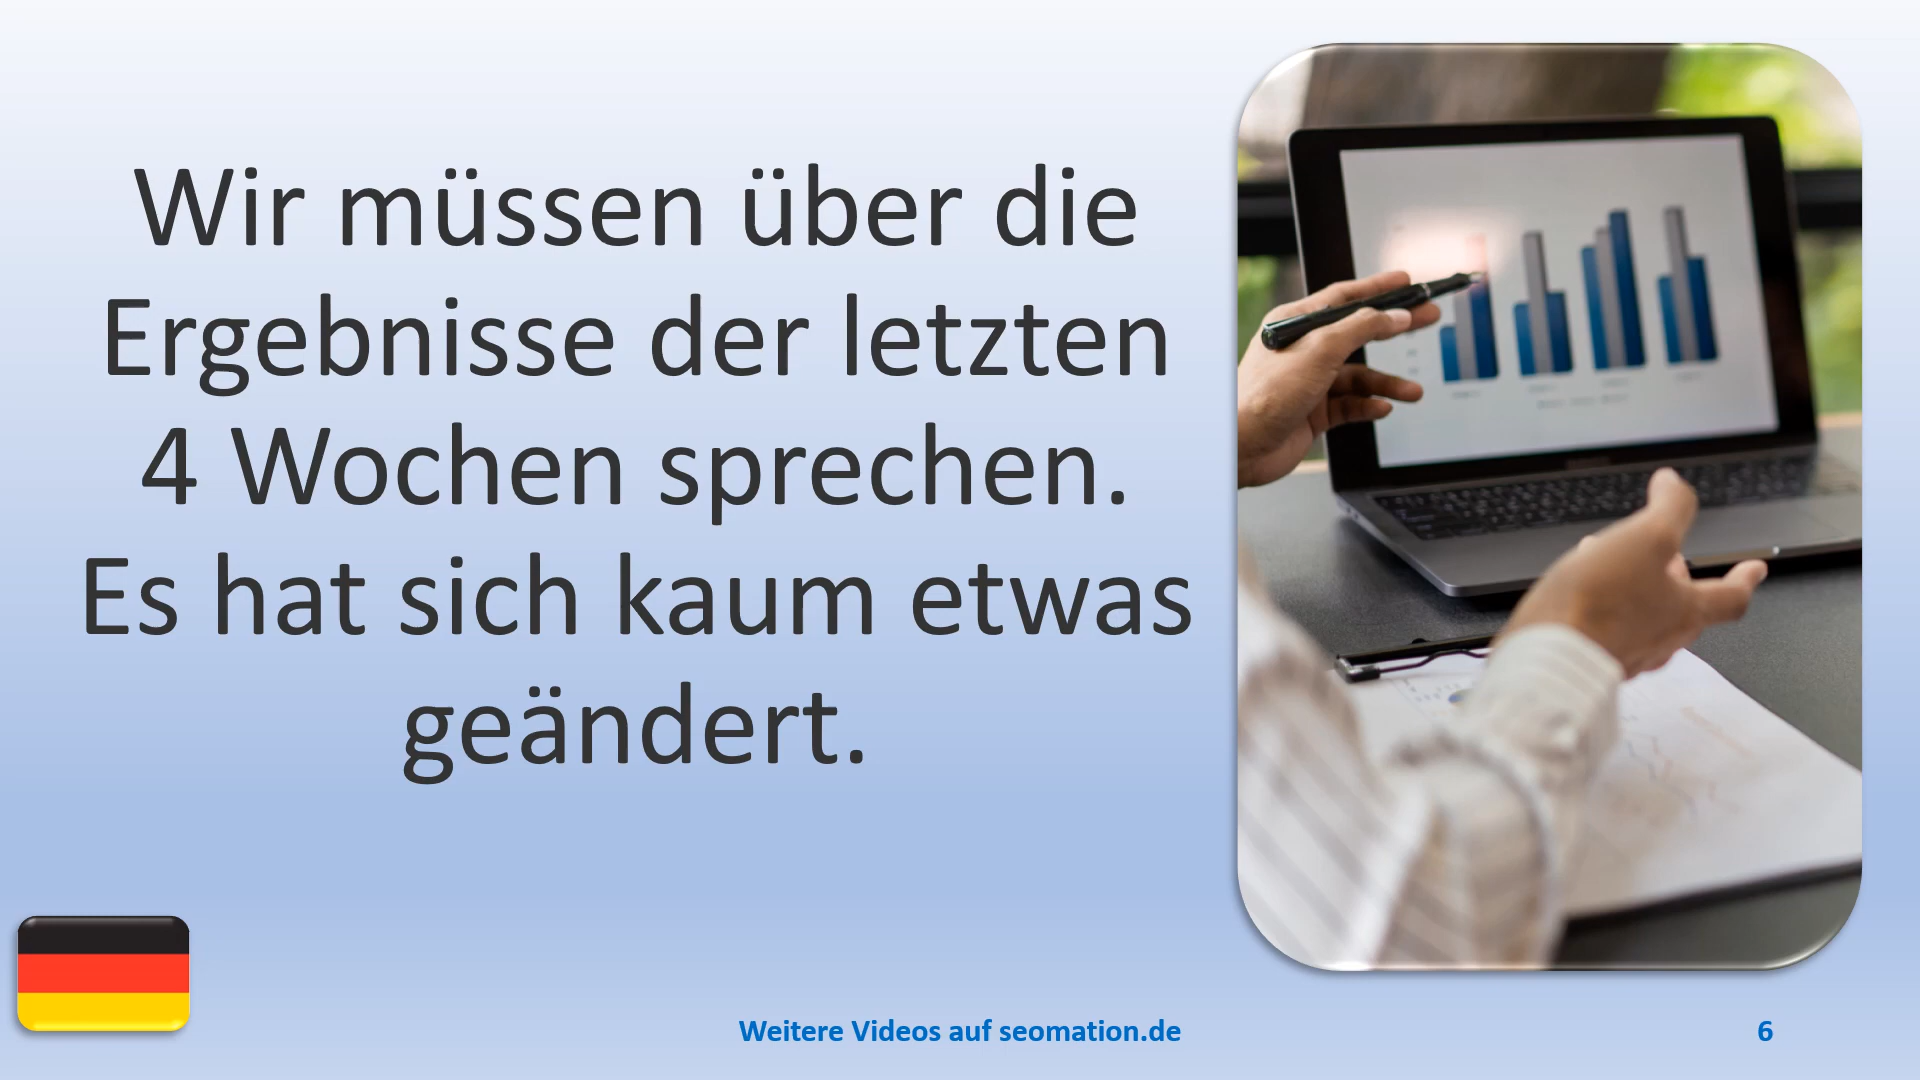 Wir müssen über die
Ergebnisse der letzten
4 Wochen sprechen.
Es hat sich kaum etwas
geändert.
Weitere Videos auf seomation.de
6